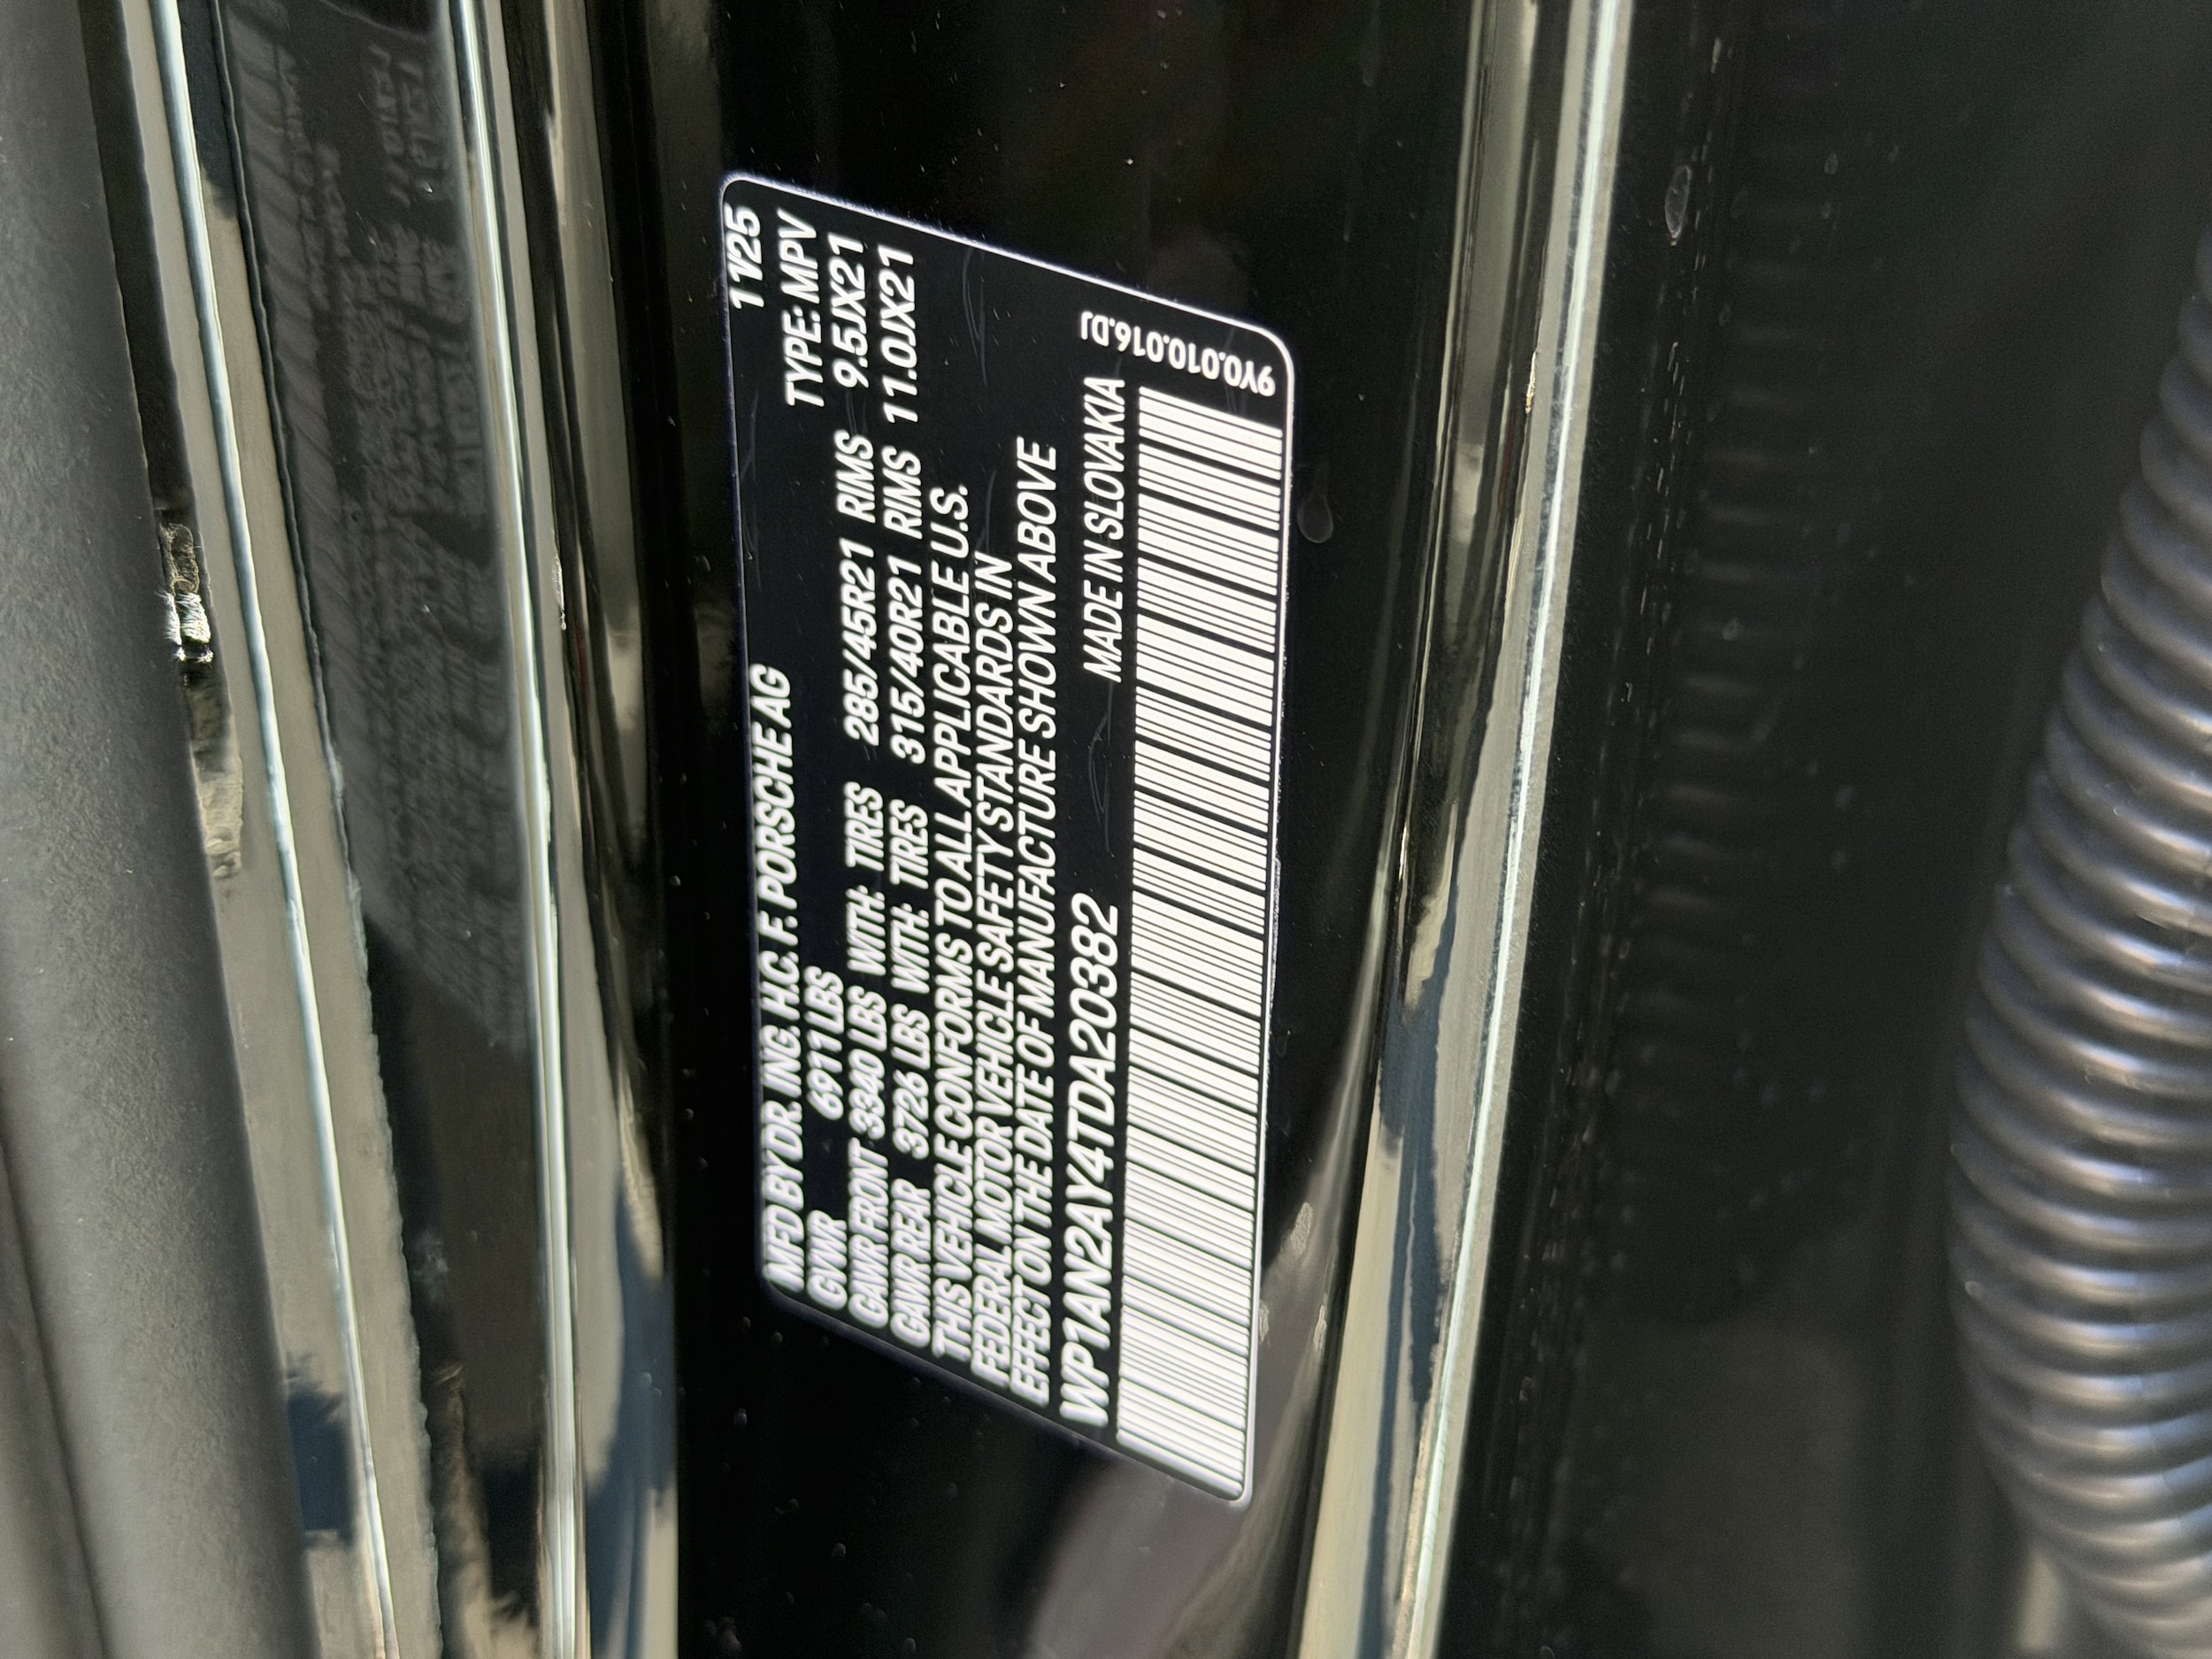 11/25
MFD BY DR. ING. H.C. F. PORSCHE AG TYPE: MPV
GVWR 6911 LBS
GAWR FRONT 3340 LBS WITH: TIRES 285/45R21 RIMS 9.5JX21
GAWR REAR 3726 LBS WITH: TIRES 315/40R21 RIMS 11.0JX21
THIS VEHICLE CONFORMS TO ALL APPLICABLE U.S.
FEDERAL MOTOR VEHICLE SAFETY STANDARDS IN
EFFECT ON THE DATE OF MANUFACTURE SHOWN ABOVE
WP1AN2AY4TDA20382 MADE IN SLOVAKIA
9Y0.010.016.DJ